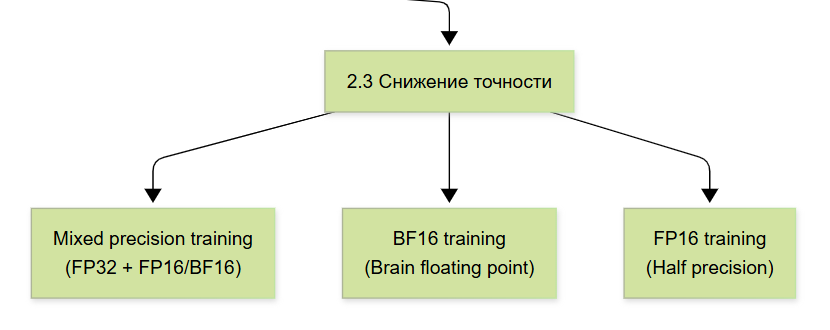 2.3 Снижение точности
Mixed precision training
(FP32 + FP16/BF16)
BF16 training
(Brain floating point)
FP16 training
(Half precision)